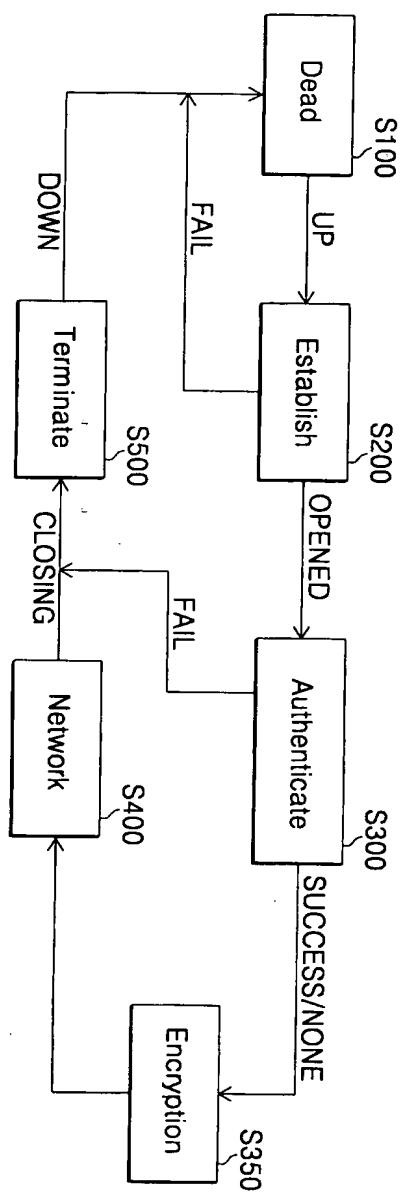 S100
Dead
UP
S200
Establish
OPENED
S300
Authenticate
SUCCESS/NONE
FAIL
FAIL
S350
Encryption
DOWN
S500
Terminate
CLOSING
S400
Network